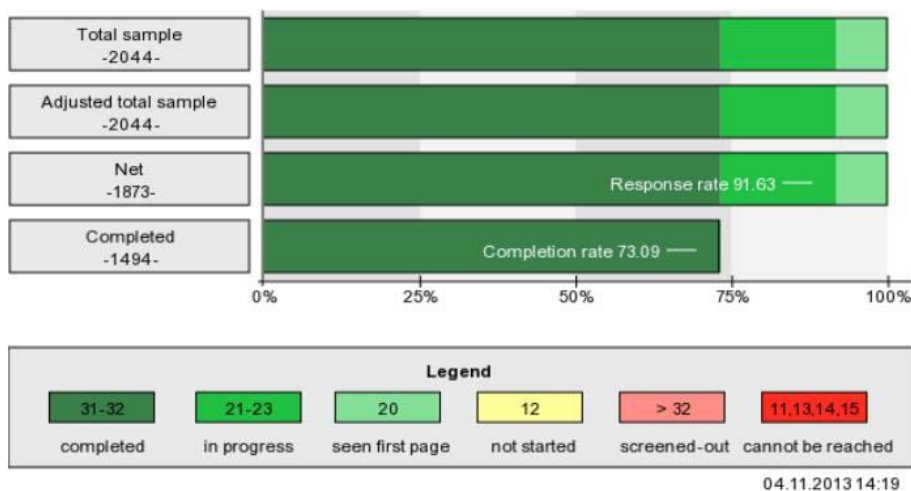 Total sample
-2044-
Adjusted total sample
-2044-
Net
-1873-
Response rate 91.63
Completed
-1494-
Completion rate 73.09
0% 25% 50% 75% 100%
Legend
31-32 21-23 20 12 > 32 11,13,14,15
completed in progress seen first page not started screened-out cannot be reached
04.11.2013 14:19